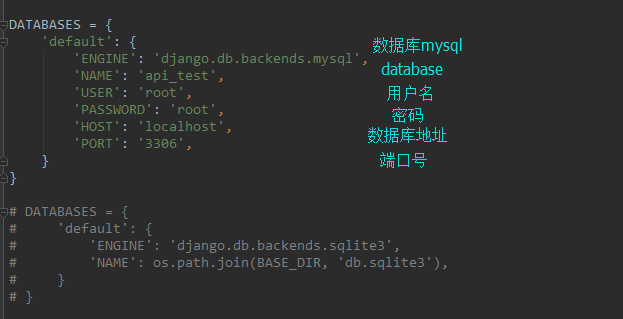 DATABASES = {
'default': {
'ENGINE': 'django.db.backends.mysql', 数据库mysql
'NAME': 'api_test', database
'USER': 'root', 用户名
'PASSWORD': 'root', 密码
'HOST': 'localhost', 数据库地址
'PORT': '3306', 端口号
}
}
# DATABASES = {
#     'default': {
#         'ENGINE': 'django.db.backends.sqlite3',
#         'NAME': os.path.join(BASE_DIR, 'db.sqlite3'),
#     }
# }